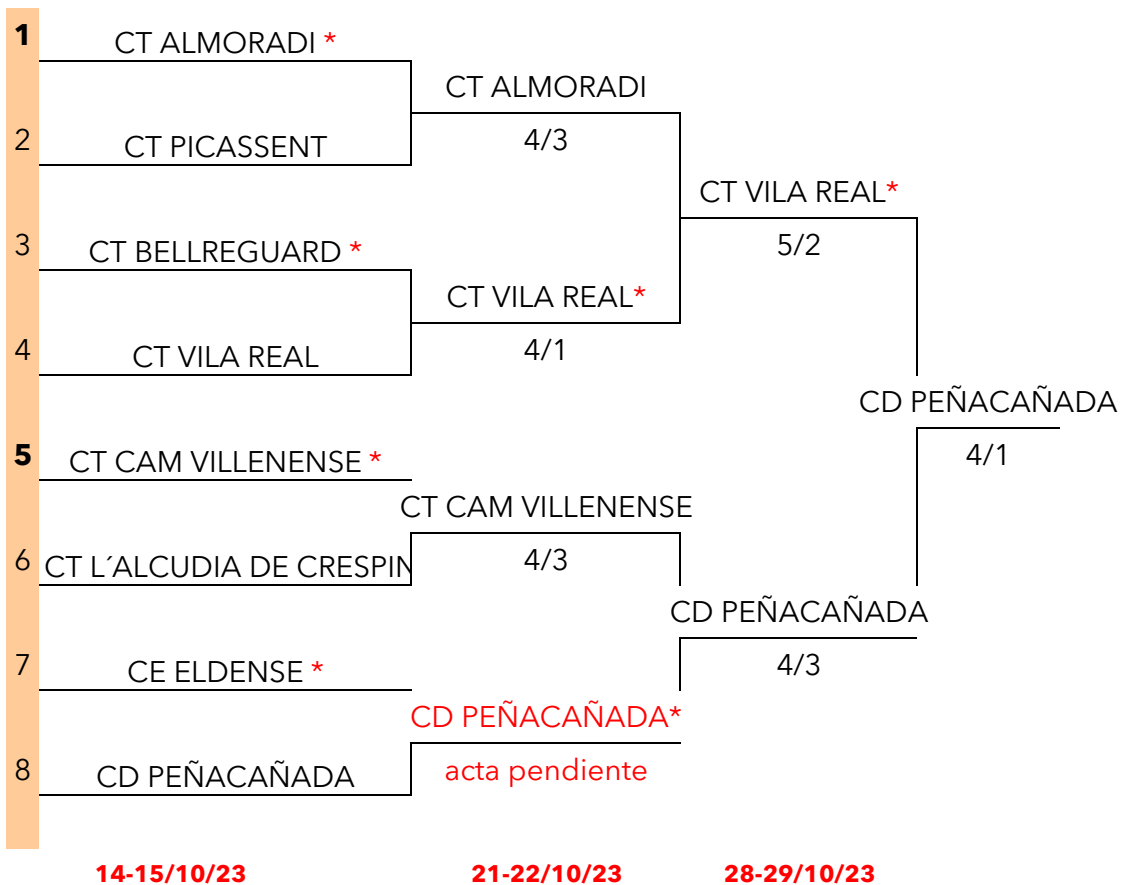 1 CT ALMORADI *
CT ALMORADI
2 CT PICASSENT
4/3
CT VILA REAL*
3 CT BELLREGUARD *
5/2
CT VILA REAL*
4 CT VILA REAL
4/1
CD PEÑACAÑADA
5 CT CAM VILLENENSE *
4/1
CT CAM VILLENENSE
6 CT L´ALCUDIA DE CRESPIN
4/3
CD PEÑACAÑADA
7 CE ELDENSE *
4/3
CD PEÑACAÑADA*
8 CD PEÑACAÑADA
acta pendiente
14-15/10/23 21-22/10/23 28-29/10/23